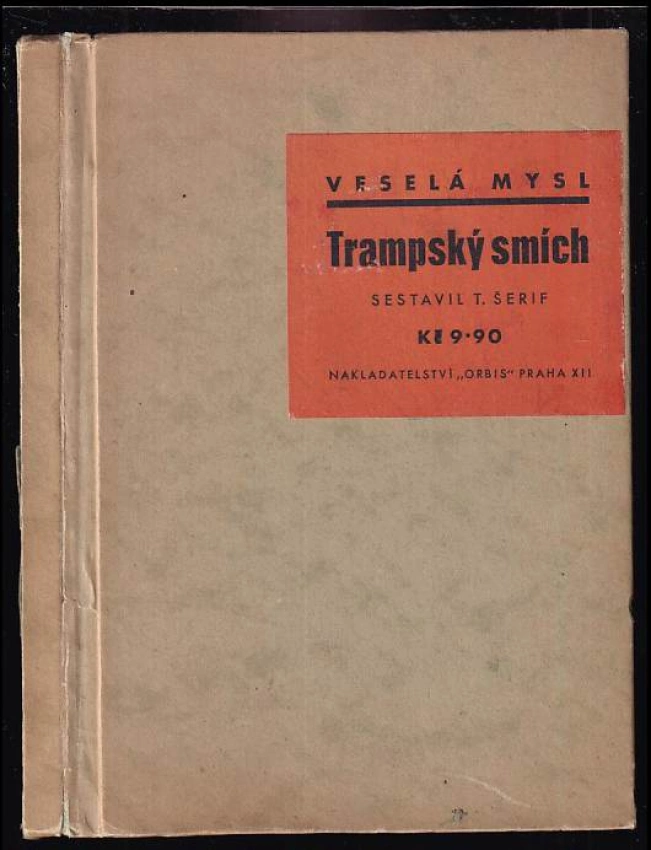 VESELÁ MYSL
Trampský smích
SESTAVIL T. ŠERIF
Kč 9·90
NAKLADATELSTVÍ „ORBIS“ PRAHA XII